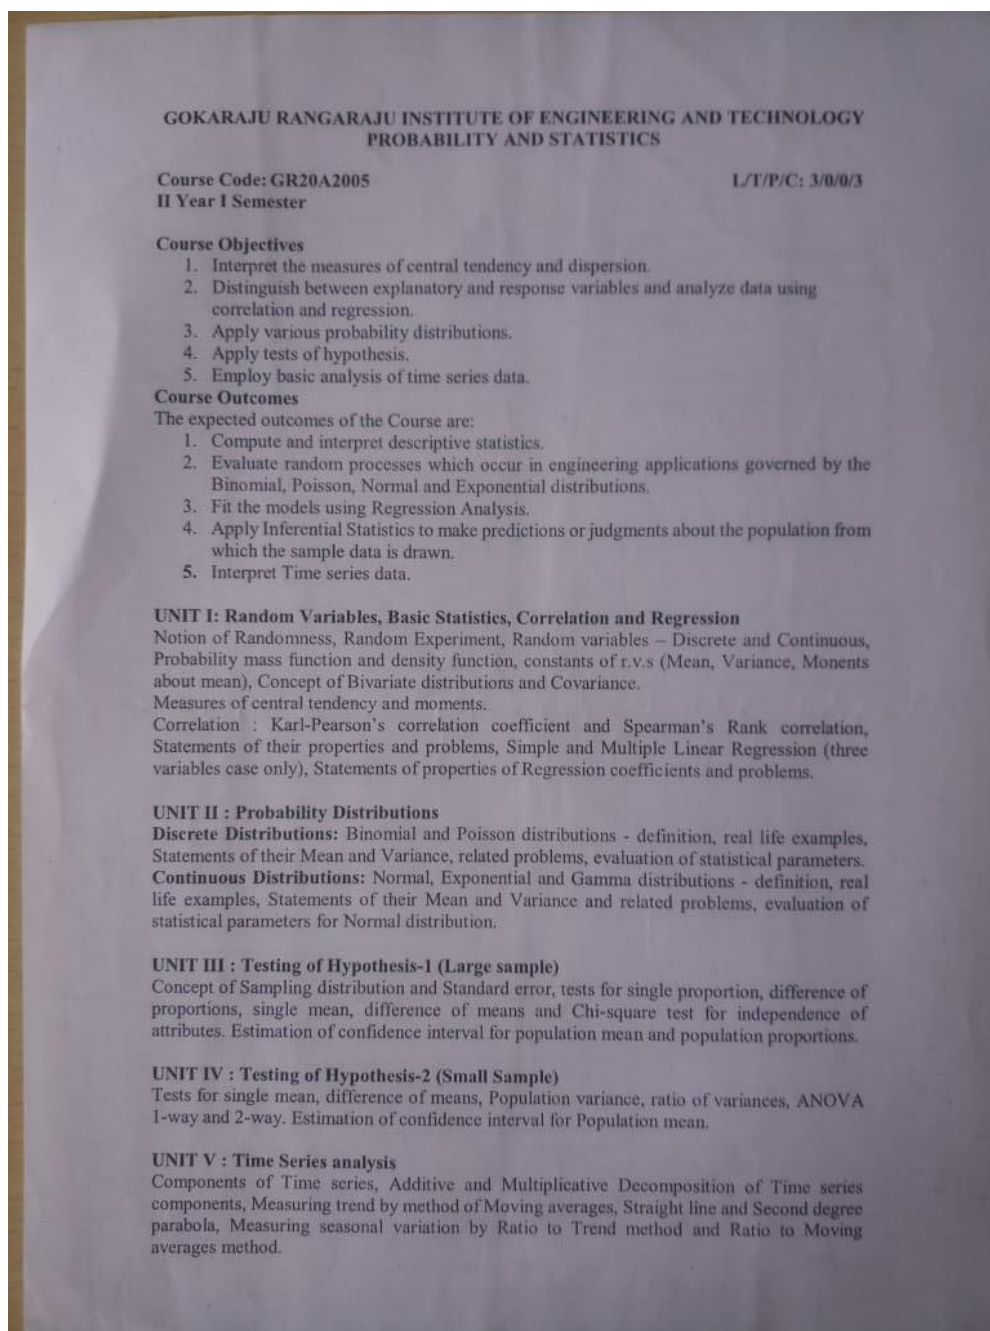 GOKARAJU RANGARAJU INSTITUTE OF ENGINEERING AND TECHNOLOGY
PROBABILITY AND STATISTICS
Course Code: GR20A2005 L/T/P/C: 3/0/0/3
II Year I Semester
Course Objectives
1. Interpret the measures of central tendency and dispersion.
2. Distinguish between explanatory and response variables and analyze data using
correlation and regression.
3. Apply various probability distributions.
4. Apply tests of hypothesis.
5. Employ basic analysis of time series data.
Course Outcomes
The expected outcomes of the Course are:
1. Compute and interpret descriptive statistics.
2. Evaluate random processes which occur in engineering applications governed by the
Binomial, Poisson, Normal and Exponential distributions.
3. Fit the models using Regression Analysis.
4. Apply Inferential Statistics to make predictions or judgments about the population from
which the sample data is drawn.
5. Interpret Time series data.
UNIT I: Random Variables, Basic Statistics, Correlation and Regression
Notion of Randomness, Random Experiment, Random variables – Discrete and Continuous,
Probability mass function and density function, constants of r.v.s (Mean, Variance, Monents
about mean), Concept of Bivariate distributions and Covariance.
Measures of central tendency and moments.
Correlation : Karl-Pearson's correlation coefficient and Spearman's Rank correlation,
Statements of their properties and problems, Simple and Multiple Linear Regression (three
variables case only), Statements of properties of Regression coefficients and problems.
UNIT II : Probability Distributions
Discrete Distributions: Binomial and Poisson distributions - definition, real life examples,
Statements of their Mean and Variance, related problems, evaluation of statistical parameters.
Continuous Distributions: Normal, Exponential and Gamma distributions - definition, real
life examples, Statements of their Mean and Variance and related problems, evaluation of
statistical parameters for Normal distribution.
UNIT III : Testing of Hypothesis-1 (Large sample)
Concept of Sampling distribution and Standard error, tests for single proportion, difference of
proportions, single mean, difference of means and Chi-square test for independence of
attributes. Estimation of confidence interval for population mean and population proportions.
UNIT IV : Testing of Hypothesis-2 (Small Sample)
Tests for single mean, difference of means, Population variance, ratio of variances, ANOVA
1-way and 2-way. Estimation of confidence interval for Population mean.
UNIT V : Time Series analysis
Components of Time series, Additive and Multiplicative Decomposition of Time series
components, Measuring trend by method of Moving averages, Straight line and Second degree
parabola, Measuring seasonal variation by Ratio to Trend method and Ratio to Moving
averages method.